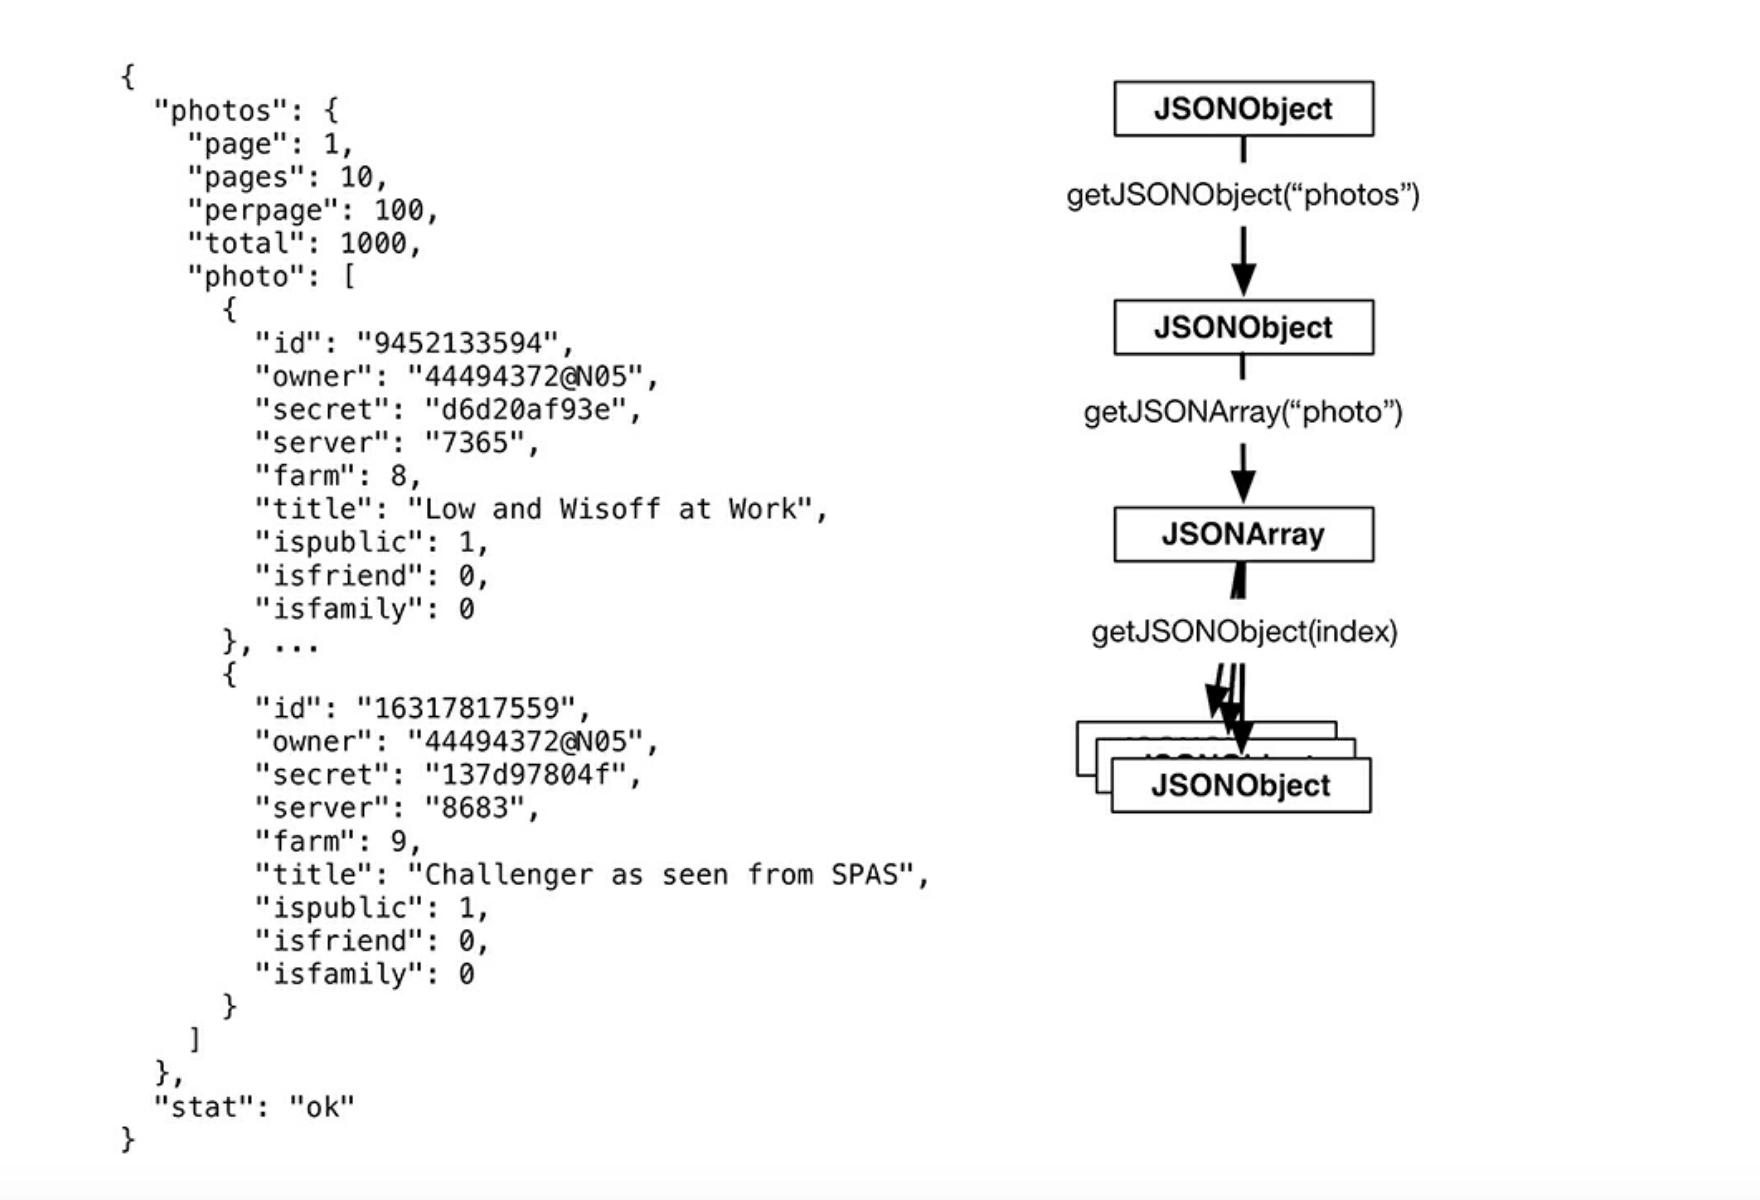 {
"photos": {
"page": 1,
"pages": 10,
"perpage": 100,
"total": 1000,
"photo": [
{
"id": "9452133594",
"owner": "44494372@N05",
"secret": "d6d20af93e",
"server": "7365",
"farm": 8,
"title": "Low and Wisoff at Work",
"ispublic": 1,
"isfriend": 0,
"isfamily": 0
}, ...
{
"id": "16317817559",
"owner": "44494372@N05",
"secret": "137d97804f",
"server": "8683",
"farm": 9,
"title": "Challenger as seen from SPAS",
"ispublic": 1,
"isfriend": 0,
"isfamily": 0
}
]
},
"stat": "ok"
}
JSONObject
getJSONObject(“photos”)
JSONObject
getJSONArray(“photo”)
JSONArray
getJSONObject(index)
JSONObject